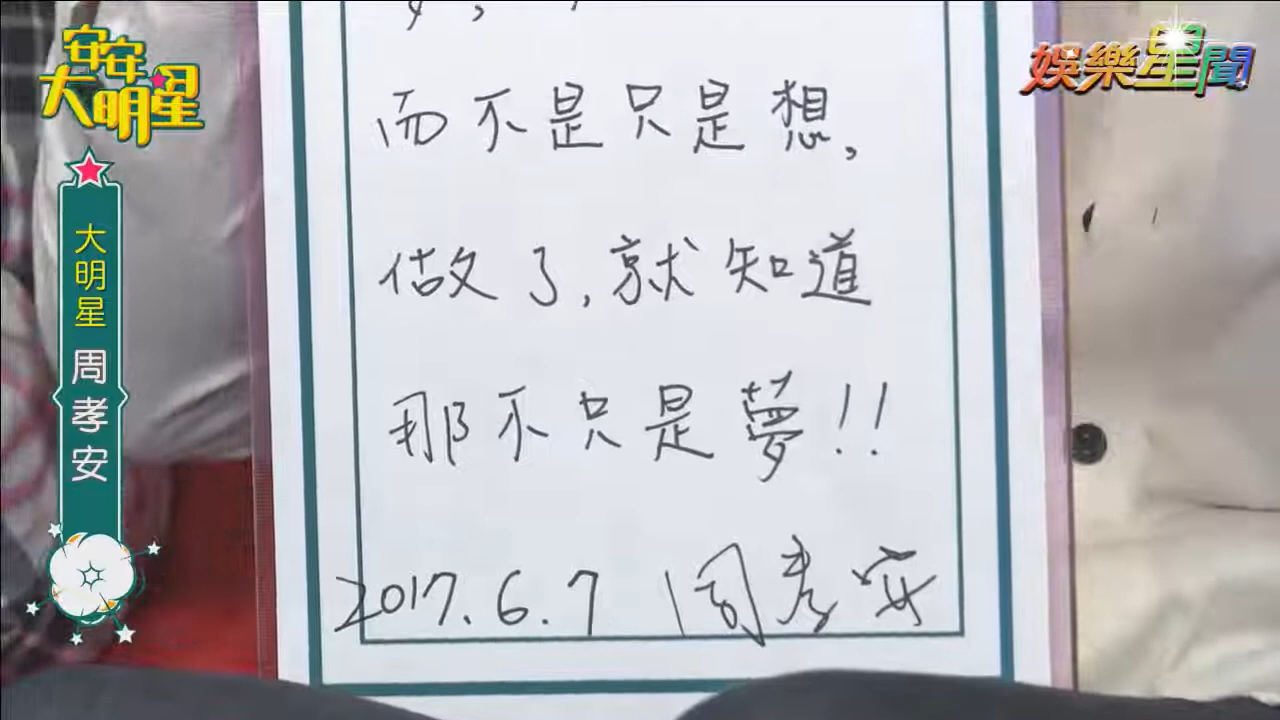 安安
大明星
娛樂星聞
大明星 周孝安
而不是只是想,
做了,就知道
那不只是夢!!
2017.6.7 周孝安